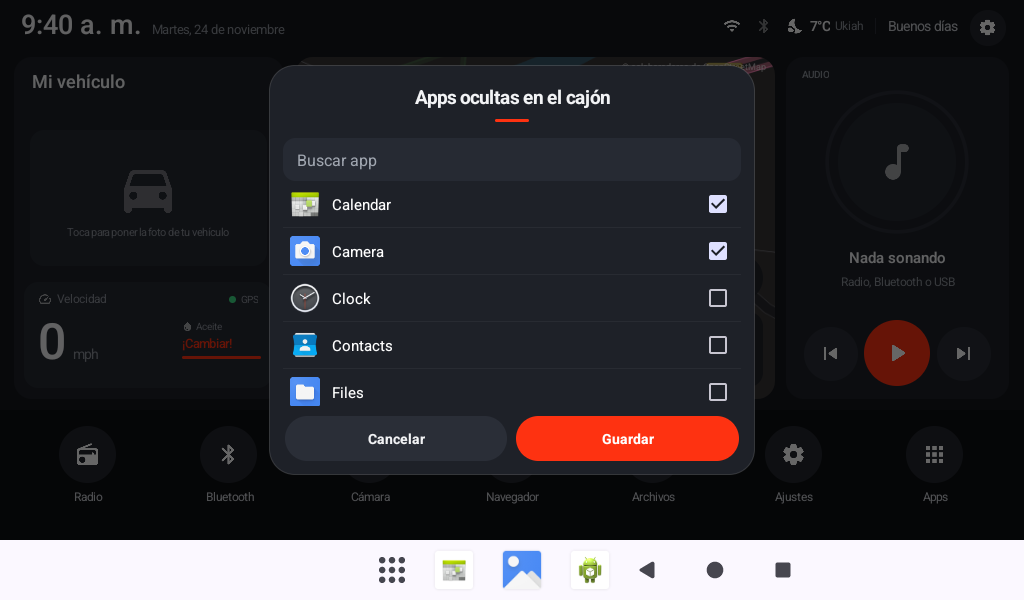 9:40 a. m.
Martes, 24 de noviembre
7°C Ukiah
Buenos días
Mi vehículo
Toca para poner la foto de tu vehículo
Velocidad
GPS
0 mph
Aceite
¡Cambiar!
Apps ocultas en el cajón
Buscar app
Calendar
Camera
Clock
Contacts
Files
Cancelar
Guardar
AUDIO
Nada sonando
Radio, Bluetooth o USB
Radio
Bluetooth
Cámara
Navegador
Archivos
Ajustes
Apps